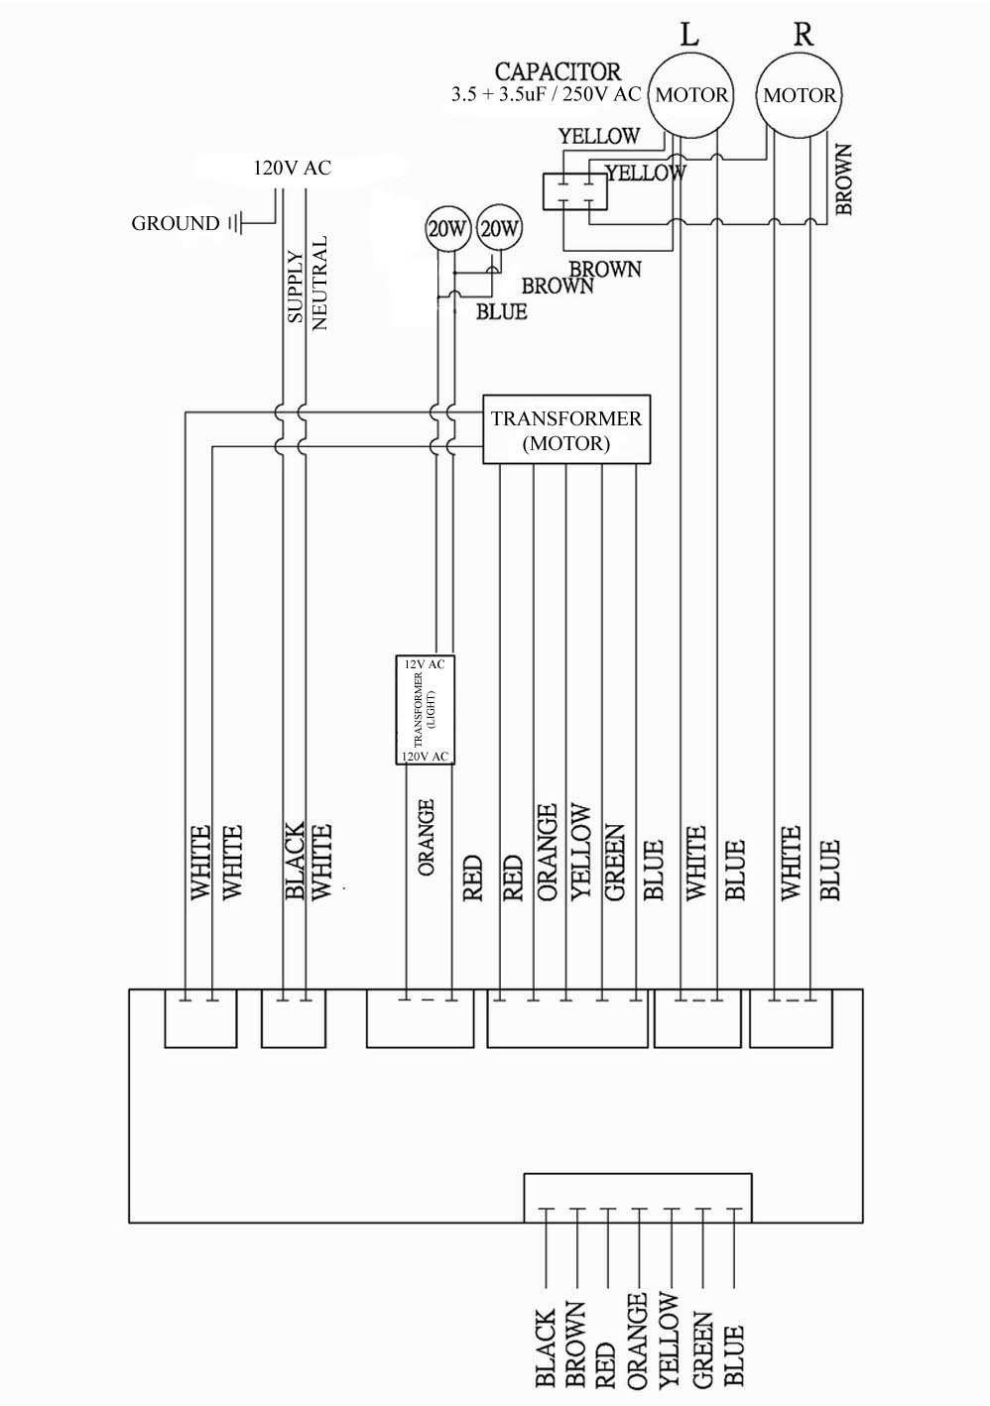 L
R
CAPACITOR
3.5 + 3.5uF / 250V AC
MOTOR
MOTOR
YELLOW
YELLOW
BROWN
BROWN
120V AC
GROUND
SUPPLY
NEUTRAL
20W
20W
BROWN
BLUE
TRANSFORMER
(MOTOR)
12V AC
TRANSFORMER
(LIGHT)
120V AC
WHITE
WHITE
BLACK
WHITE
ORANGE
RED
RED
ORANGE
YELLOW
GREEN
BLUE
WHITE
BLUE
WHITE
BLUE
BLACK
BROWN
RED
ORANGE
YELLOW
GREEN
BLUE